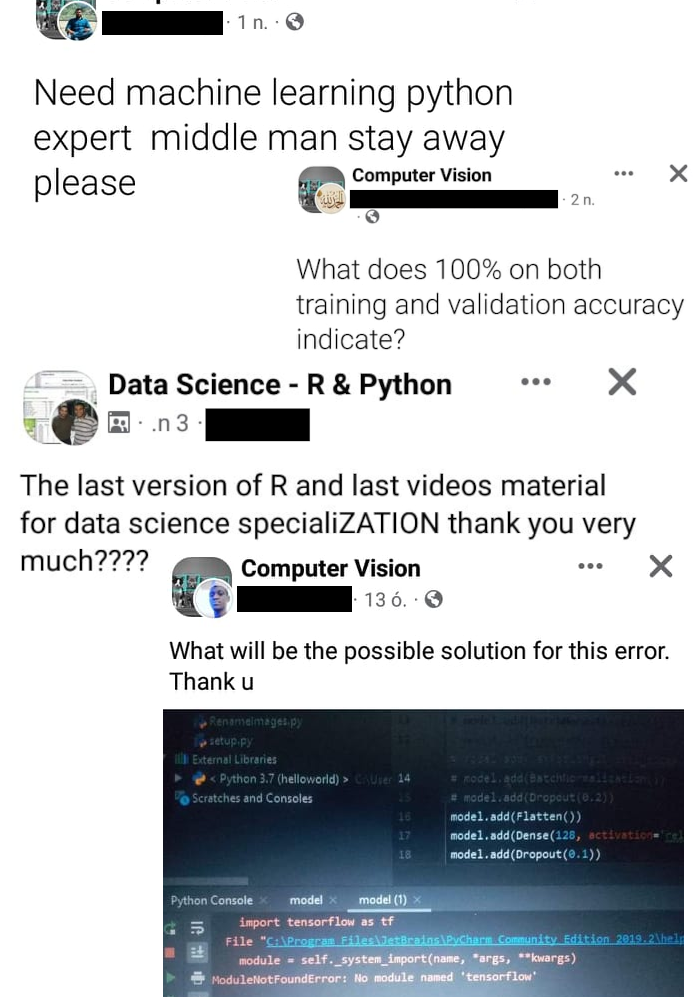 · 1 n. ·
Need machine learning python
expert middle man stay away
please
Computer Vision
· 2 n.
·
What does 100% on both
training and validation accuracy
indicate?
Data Science - R & Python
· .n 3 ·
The last version of R and last videos material
for data science specialiZATION thank you very
much????
Computer Vision
· 13 ó. ·
What will be the possible solution for this error.
Thank u
RenameImages.py
setup.py
External Libraries
< Python 3.7 (helloworld) > C:\User
Scratches and Consoles
14 # model.add(BatchNormalization())
15 # model.add(Dropout(0.2))
16 model.add(Flatten())
17 model.add(Dense(128, activation='rel
18 model.add(Dropout(0.1))
Python Console × model × model (1) ×
import tensorflow as tf
File "C:\Program Files\JetBrains\PyCharm Community Edition 2019.2\help
module = self._system_import(name, *args, **kwargs)
ModuleNotFoundError: No module named 'tensorflow'